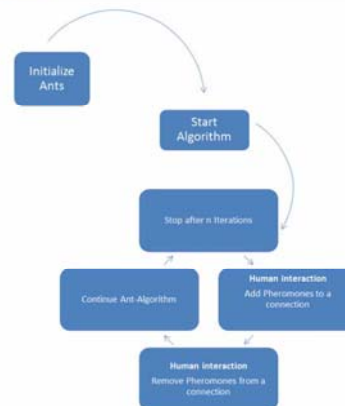 Initialize
Ants
Start
Algorithm
Stop after n Iterations
Human interaction
Add Pheromones to a
connection
Continue Ant-Algorithm
Human interaction
Remove Pheromones from a
connection